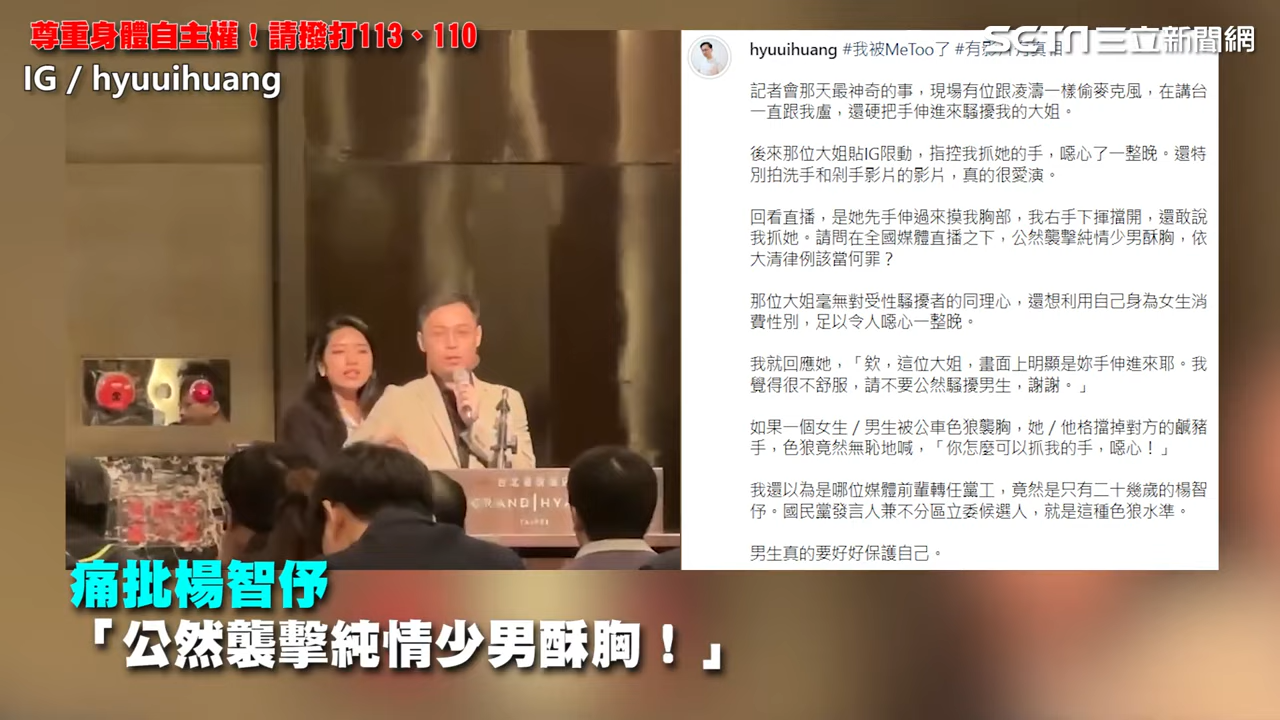 尊重身體自主權！請撥打113、110
IG / hyuuihuang
SETN三立新聞網
hyuuihuang #我被MeToo了 #有影片有真相
記者會那天最神奇的事，現場有位跟凌濤一樣偷麥克風，在講台
一直跟我盧，還硬把手伸進來騷擾我的大姐。
後來那位大姐貼IG限動，指控我抓她的手，噁心了一整晚。還特
別拍洗手和剁手影片的影片，真的很愛演。
回看直播，是她先手伸過來摸我胸部，我右手下揮擋開，還敢說
我抓她。請問在全國媒體直播之下，公然襲擊純情少男酥胸，依
大清律例該當何罪？
那位大姐毫無對受性騷擾者的同理心，還想利用自己身為女生消
費性別，足以令人噁心一整晚。
我就回應她，「欸，這位大姐，畫面上明顯是妳手伸進來耶。我
覺得很不舒服，請不要公然騷擾男生，謝謝。」
如果一個女生／男生被公車色狼襲胸，她／他格擋掉對方的鹹豬
手，色狼竟然無恥地喊，「你怎麼可以抓我的手，噁心！」
我還以為是哪位媒體前輩轉任黨工，竟然是只有二十幾歲的楊智
伃。國民黨發言人兼不分區立委候選人，就是這種色狼水準。
男生真的要好好保護自己。
GRAND HY
TAIPEI
痛批楊智伃
「公然襲擊純情少男酥胸！」